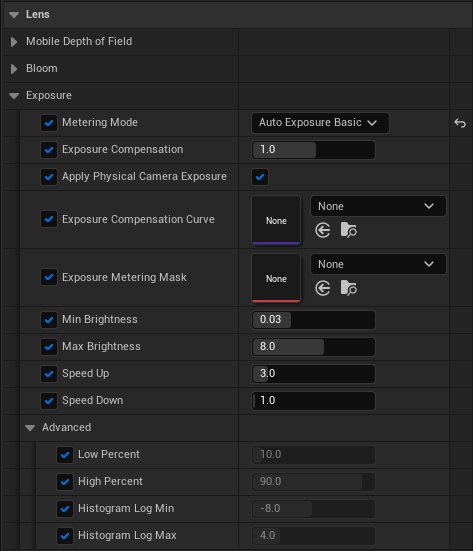 Lens
Mobile Depth of Field
Bloom
Exposure
Metering Mode Auto Exposure Basic
Exposure Compensation 1.0
Apply Physical Camera Exposure
Exposure Compensation Curve None None
Exposure Metering Mask None None
Min Brightness 0.03
Max Brightness 8.0
Speed Up 3.0
Speed Down 1.0
Advanced
Low Percent 10.0
High Percent 90.0
Histogram Log Min -8.0
Histogram Log Max 4.0